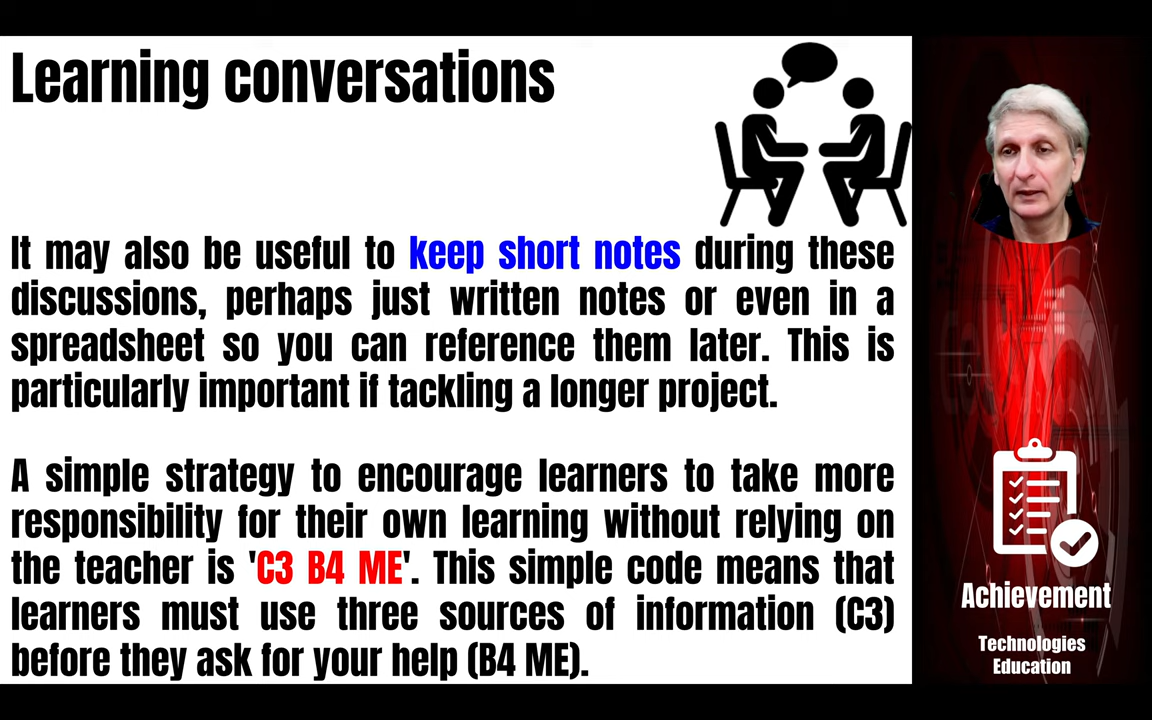 Learning conversations
It may also be useful to keep short notes during these
discussions, perhaps just written notes or even in a
spreadsheet so you can reference them later. This is
particularly important if tackling a longer project.
A simple strategy to encourage learners to take more
responsibility for their own learning without relying on
the teacher is 'C3 B4 ME'. This simple code means that
learners must use three sources of information (C3)
before they ask for your help (B4 ME).
Achievement
Technologies
Education